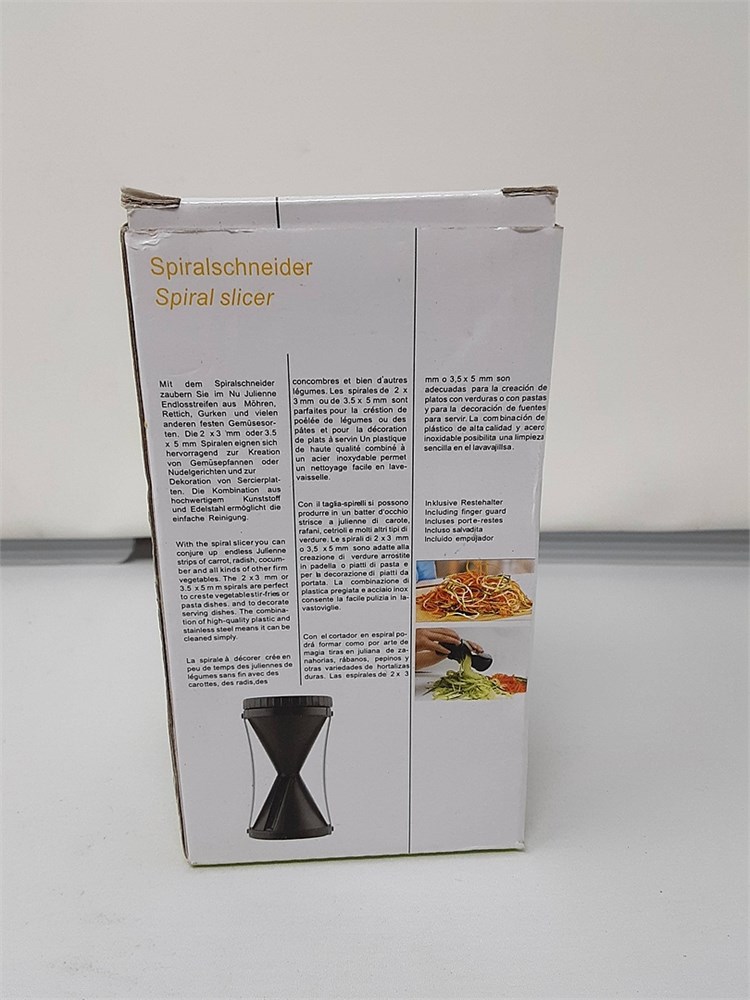 Spiralschneider
Spiral slicer
Mit dem Spiralschneider
zaubern Sie im Nu Julienne
Endlosstreifen aus Möhren,
Rettich, Gurken und vielen
anderen festen Gemüsesor-
ten. Die 2 x3 mm oder 3.5
x 5 mm Spiralen eignen sich
hervorragend zur Kreation
von Gemüsepfannen oder
Nudelgerichten und zur
Dekoration von Sercierplat-
ten. Die Kombination aus
hochwertigem Kunststoff
und Edelstahl ermöglicht die
einfache Reinigung.
With the spiral slicer you can
conjure up endless Julienne
strips of carrot, radish, cocum-
ber and all kinds of other firm
vegetables. The 2 x 3 mm or
3.5 x 5 mm spirals are perfect
to creste vegetablestir-fries or
pasta dishes. and to decorate
serving dishes. The combina-
tion of high-quality plastic and
stainless steel means it can be
cleaned simply.
La spirale à décorer crée en
peu de temps des juliennes de
légumes sans fin avec des
carottes, des radis,des
concombres et bien d'autres
légumes. Les spirales de 2 x
3 mm ou de 3.5 x 5 mm sont
parfaites pour la créstion de
poêlée de légumes ou des
pâtes et pour la décoration
de plats à servin Un plastique
de haute qualité combiné à
un acier inoxydable permet
un nettoyage facile en lave-
vaisselle.
Con il taglia-spirelli si possono
produrre in un batter d'occhio
strisce a julienne di carote,
rafani, cetrioli e molti altri tipi di
verdure. Le spirali di 2 x 3 mm
o 3,5 x 5 mm sono adatte alla
creazione di verdure arrostite
in padella o piatti di pasta e
per la decorazione di piatti da
portata. La combinazione di
plastica pregiata e acciaio inox
consente la facile pulizia in la-
vastoviglie.
Con el cortador en espiral po-
drá formar como por arte de
magia tiras en juliana de za-
nahorias, rábanos, pepinos y
otras variedades de hortalizas
duras. Las espirales de 2 x 3
mm o 3,5 x 5 mm son
adecuadas para la creación de
platos con verduras o con pastas
y para la decoración de fuentes
para servir. La combinación de
plástico de alta calidad y acero
inoxidable posibilita una limpieza
sencilla en el lavavajillsa.
Inklusive Restehalter
Including finger guard
Incluses porte-restes
Incluso salvadita
Incluido empujador